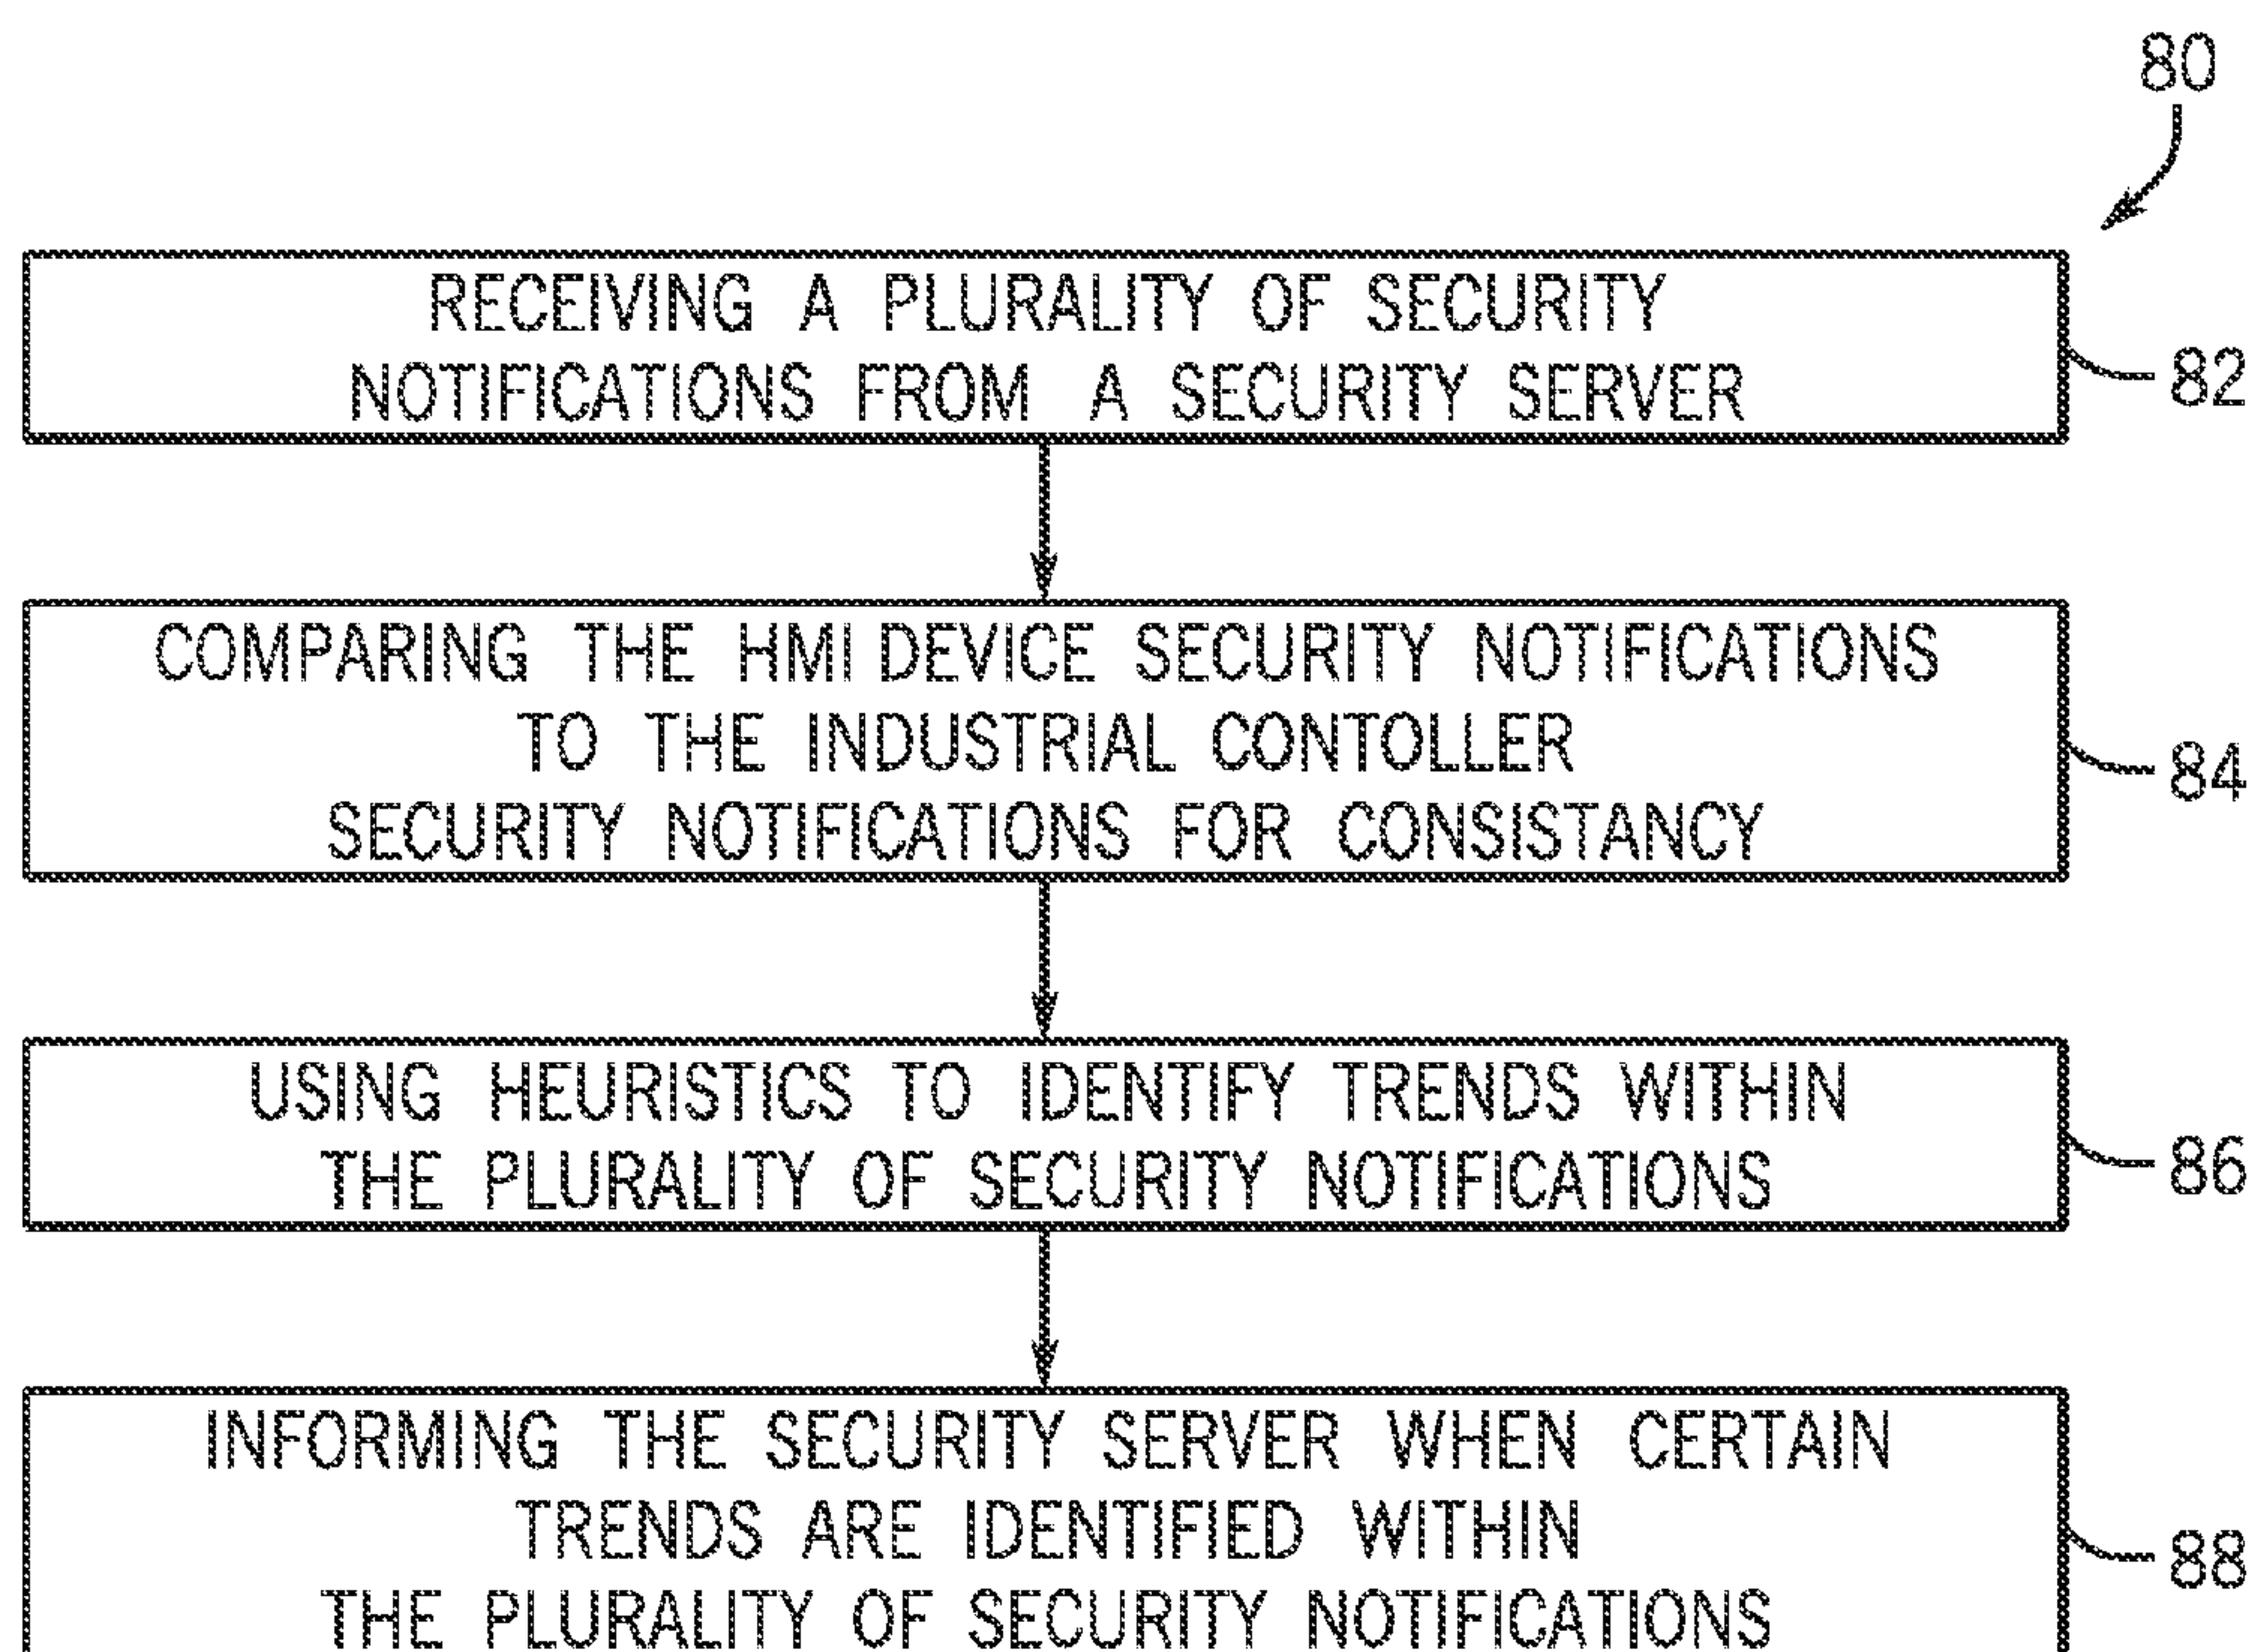 80
RECEIVING A PLURALITY OF SECURITY
NOTIFICATIONS FROM A SECURITY SERVER
82
COMPARING THE HMI DEVICE SECURITY NOTIFICATIONS
TO THE INDUSTRIAL CONTOLLER
SECURITY NOTIFICATIONS FOR CONSISTANCY
84
USING HEURISTICS TO IDENTIFY TRENDS WITHIN
THE PLURALITY OF SECURITY NOTIFICATIONS
86
INFORMING THE SECURITY SERVER WHEN CERTAIN
TRENDS ARE IDENTIFIED WITHIN
THE PLURALITY OF SECURITY NOTIFICATIONS
88